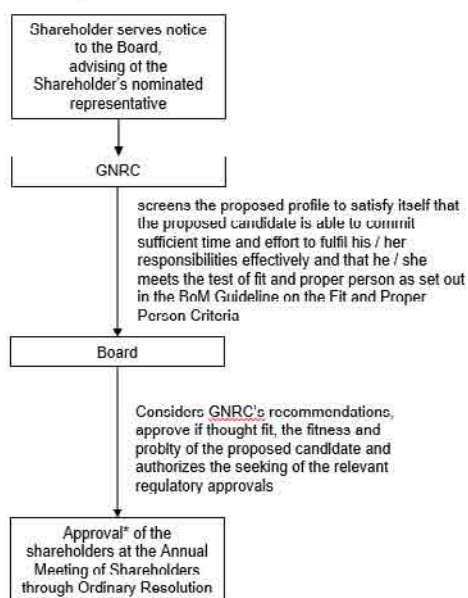 Shareholder serves notice
to the Board,
advising of the
Shareholder's nominated
representative
GNRC
screens the proposed profile to satisfy itself that
the proposed candidate is able to commit
sufficient time and effort to fulfil his / her
responsibilities effectively and that he / she
meets the test of fit and proper person as set out
in the BoM Guideline on the Fit and Proper
Person Criteria
Board
Considers GNRC's recommendations,
approve if thought fit, the fitness and
probity of the proposed candidate and
authorizes the seeking of the relevant
regulatory approvals
Approval* of the
shareholders at the Annual
Meeting of Shareholders
through Ordinary Resolution